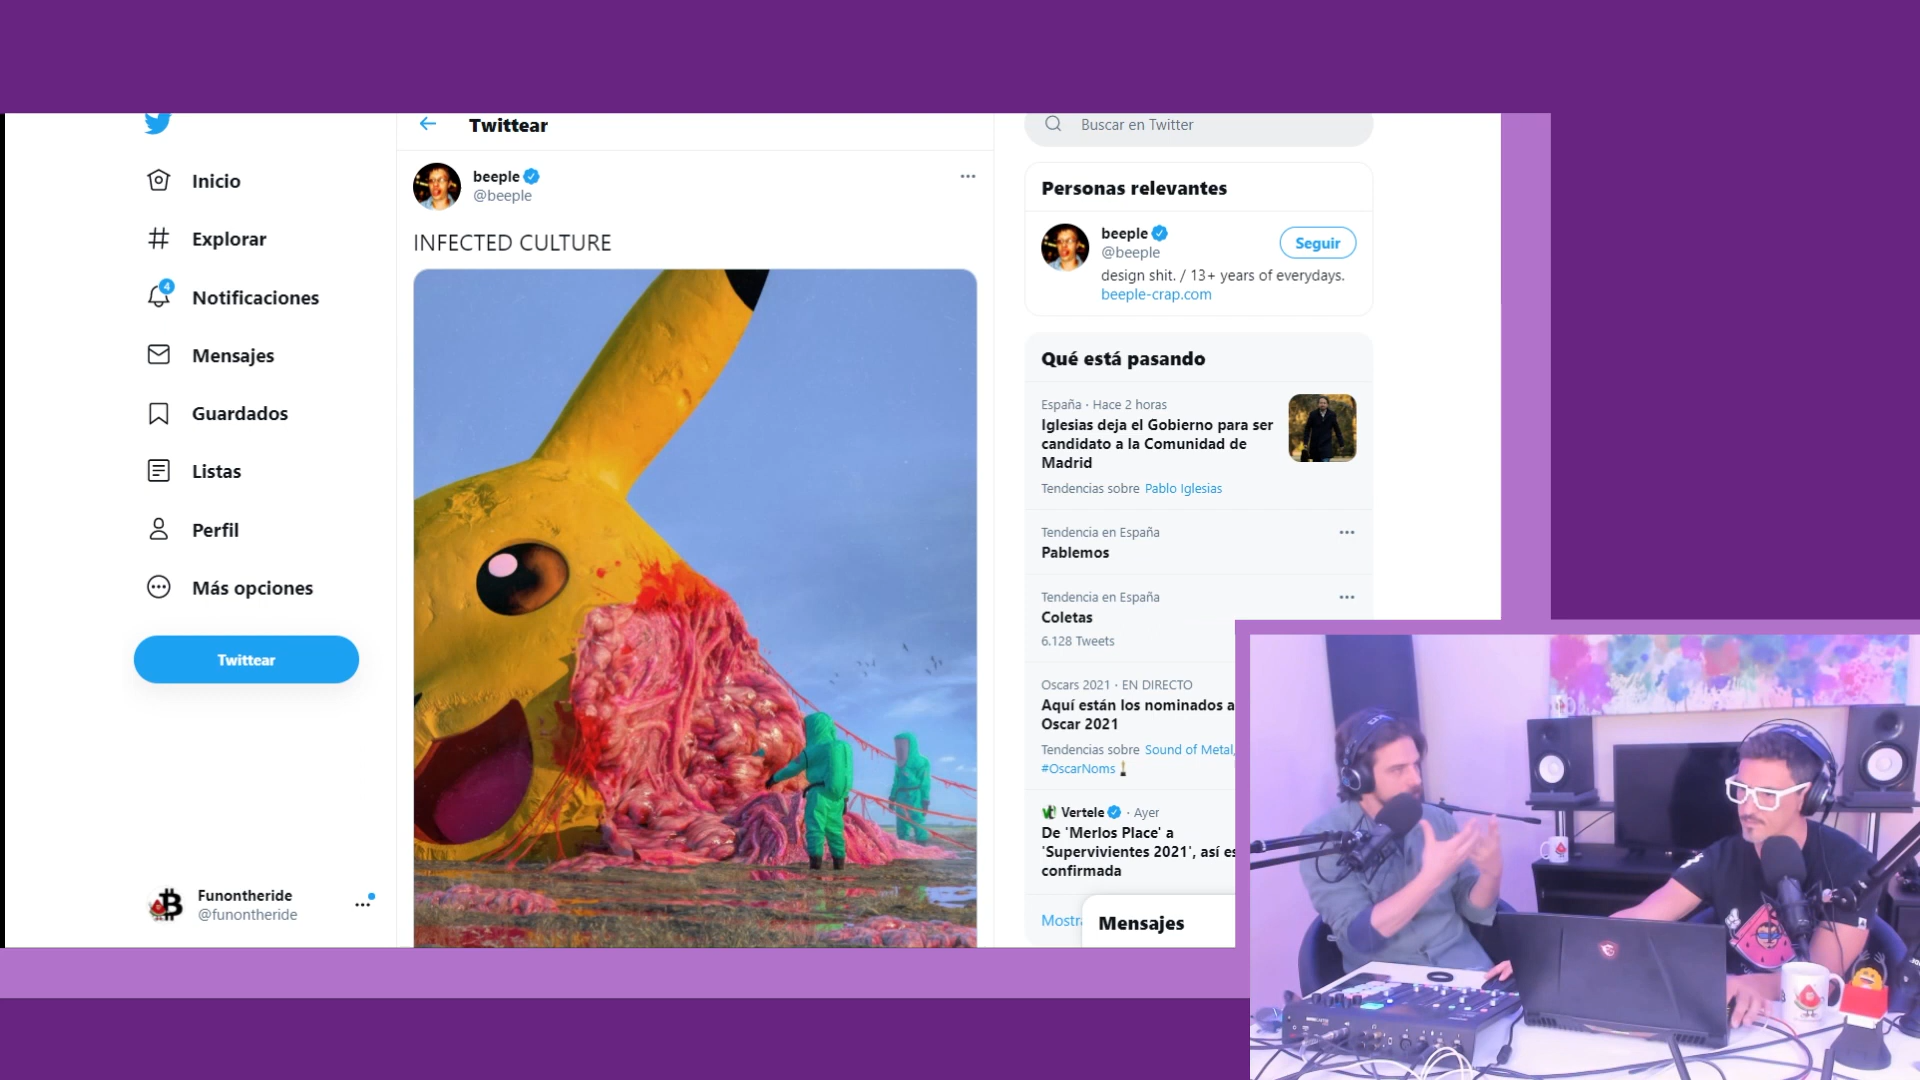 Inicio
Explorar
4
Notificaciones
Mensajes
Guardados
Listas
Perfil
Más opciones
Twittear
Funontheride
@funontheride
Twittear
beeple
@beeple
INFECTED CULTURE
Buscar en Twitter
Personas relevantes
beeple
@beeple
Seguir
design shit. / 13+ years of everydays.
beeple-crap.com
Qué está pasando
España · Hace 2 horas
Iglesias deja el Gobierno para ser
candidato a la Comunidad de
Madrid
Tendencias sobre Pablo Iglesias
Tendencia en España
Pablemos
Tendencia en España
Coletas
6.128 Tweets
Oscars 2021 · EN DIRECTO
Aquí están los nominados a
Oscar 2021
Tendencias sobre Sound of Metal,
#OscarNoms
Vertele · Ayer
De 'Merlos Place' a
'Supervivientes 2021', así es
confirmada
Mostra
Mensajes